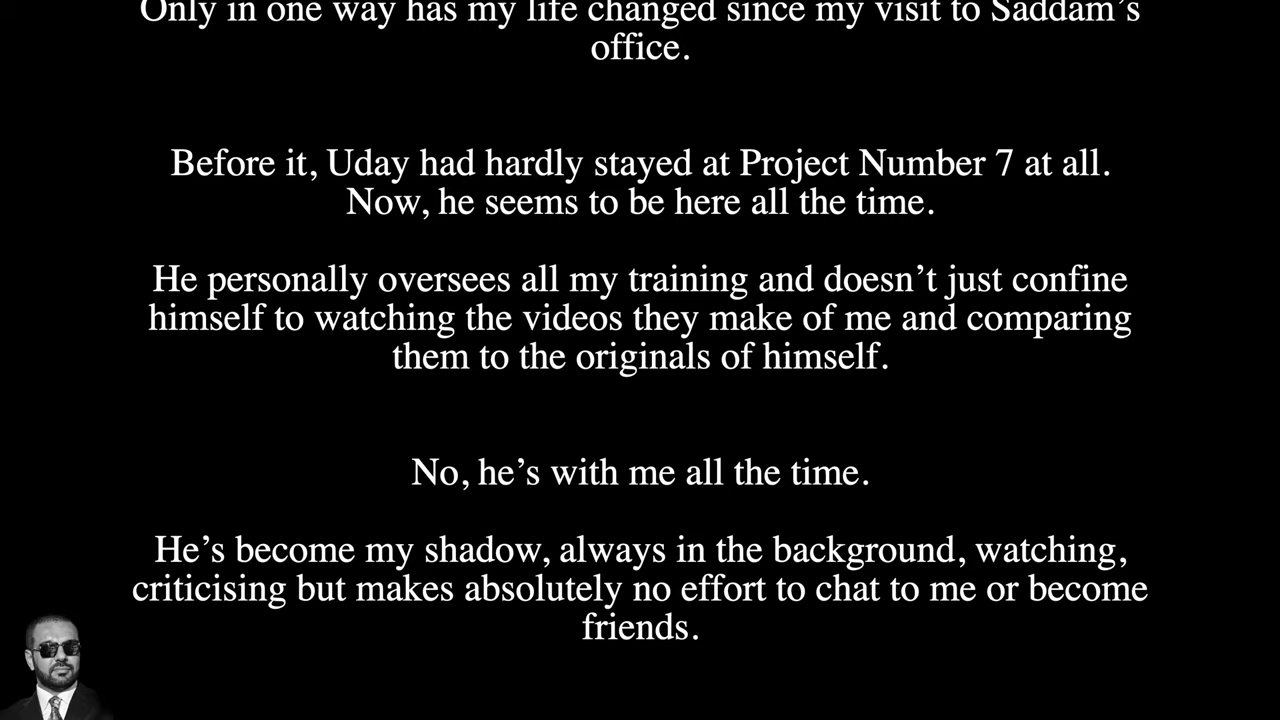 Only in one way has my life changed since my visit to Saddam’s
office.
Before it, Uday had hardly stayed at Project Number 7 at all.
Now, he seems to be here all the time.
He personally oversees all my training and doesn’t just confine
himself to watching the videos they make of me and comparing
them to the originals of himself.
No, he’s with me all the time.
He’s become my shadow, always in the background, watching,
criticising but makes absolutely no effort to chat to me or become
friends.